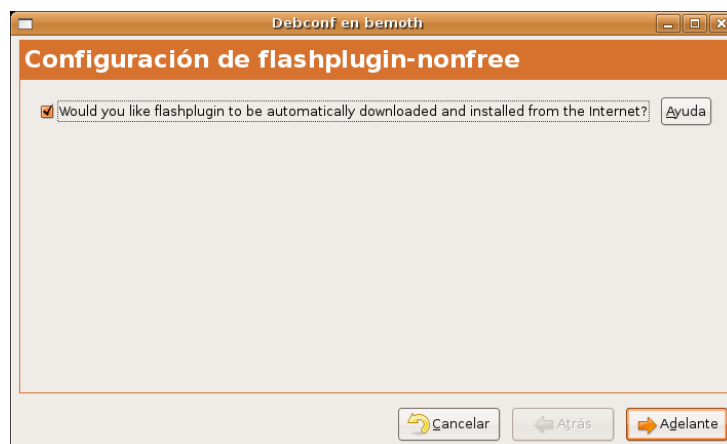 Debconf en bemoth
Configuración de flashplugin-nonfree
Would you like flashplugin to be automatically downloaded and installed from the Internet? Ayuda
Cancelar Atrás Adelante